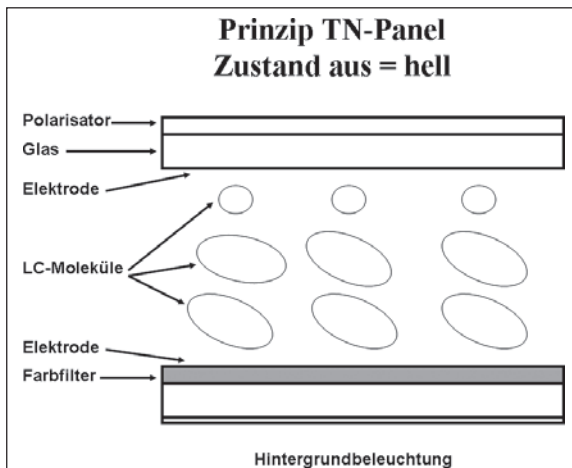 Prinzip TN-Panel
Zustand aus = hell
Polarisator
Glas
Elektrode
LC-Moleküle
Elektrode
Farbfilter
Hintergrundbeleuchtung